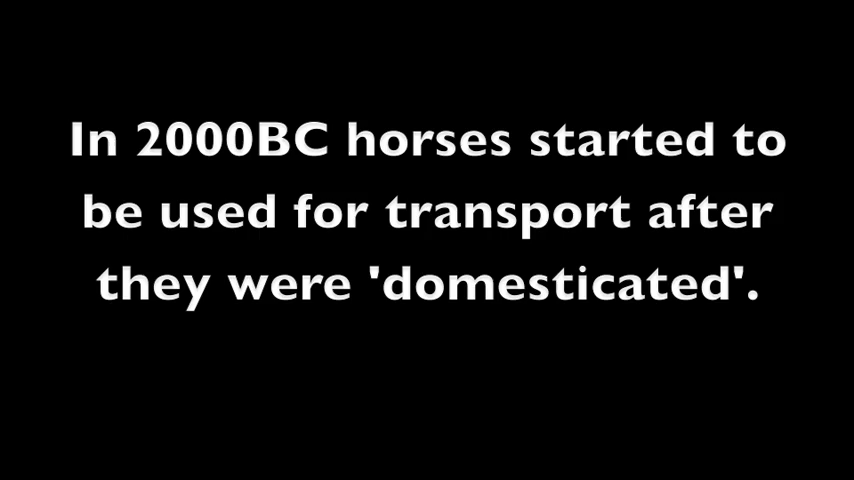 In 2000BC horses started to
be used for transport after
they were 'domesticated'.